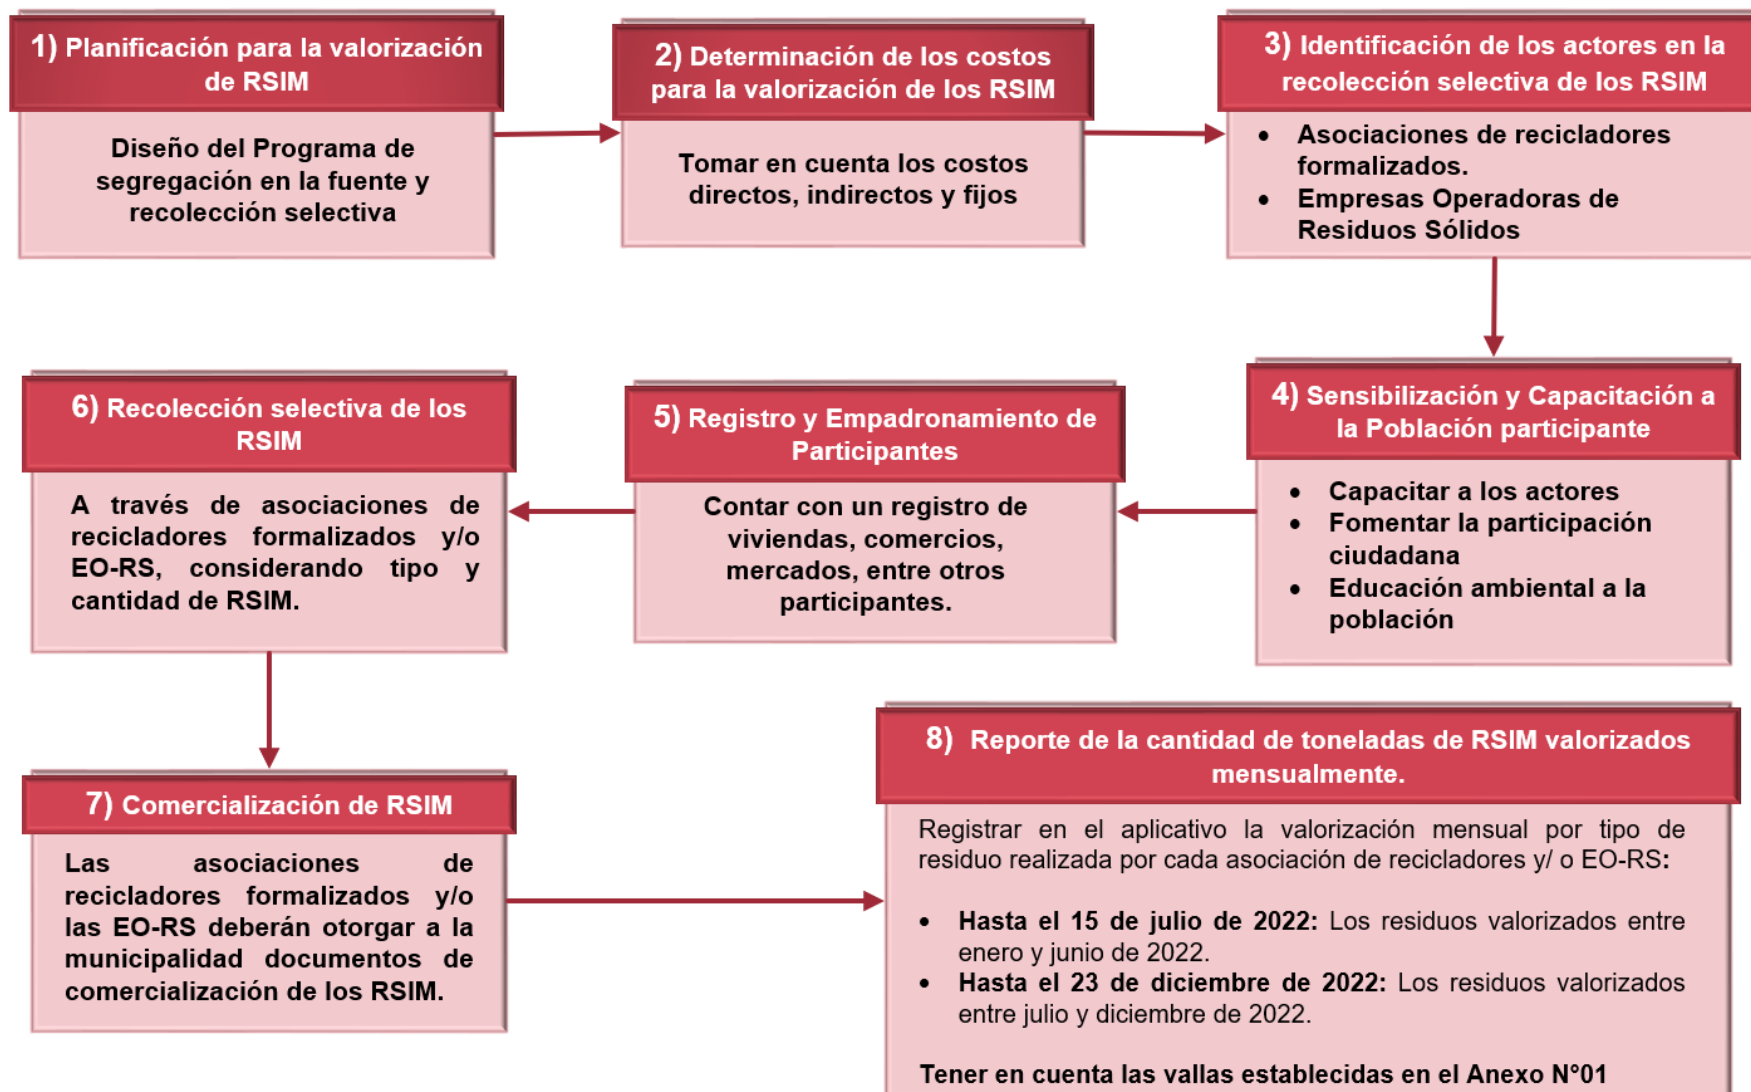 1) Planificación para la valorización
de RSIM
Diseño del Programa de
segregación en la fuente y
recolección selectiva
2) Determinación de los costos
para la valorización de los RSIM
Tomar en cuenta los costos
directos, indirectos y fijos
3) Identificación de los actores en la
recolección selectiva de los RSIM
• Asociaciones de recicladores
formalizados.
• Empresas Operadoras de
Residuos Sólidos
4) Sensibilización y Capacitación a
la Población participante
• Capacitar a los actores
• Fomentar la participación
ciudadana
• Educación ambiental a la
población
5) Registro y Empadronamiento de
Participantes
Contar con un registro de
viviendas, comercios,
mercados, entre otros
participantes.
6) Recolección selectiva de los
RSIM
A través de asociaciones de
recicladores formalizados y/o
EO-RS, considerando tipo y
cantidad de RSIM.
7) Comercialización de RSIM
Las asociaciones de
recicladores formalizados y/o
las EO-RS deberán otorgar a la
municipalidad documentos de
comercialización de los RSIM.
8) Reporte de la cantidad de toneladas de RSIM valorizados
mensualmente.
Registrar en el aplicativo la valorización mensual por tipo de
residuo realizada por cada asociación de recicladores y/ o EO-RS:
• Hasta el 15 de julio de 2022: Los residuos valorizados entre
enero y junio de 2022.
• Hasta el 23 de diciembre de 2022: Los residuos valorizados
entre julio y diciembre de 2022.
Tener en cuenta las vallas establecidas en el Anexo N°01